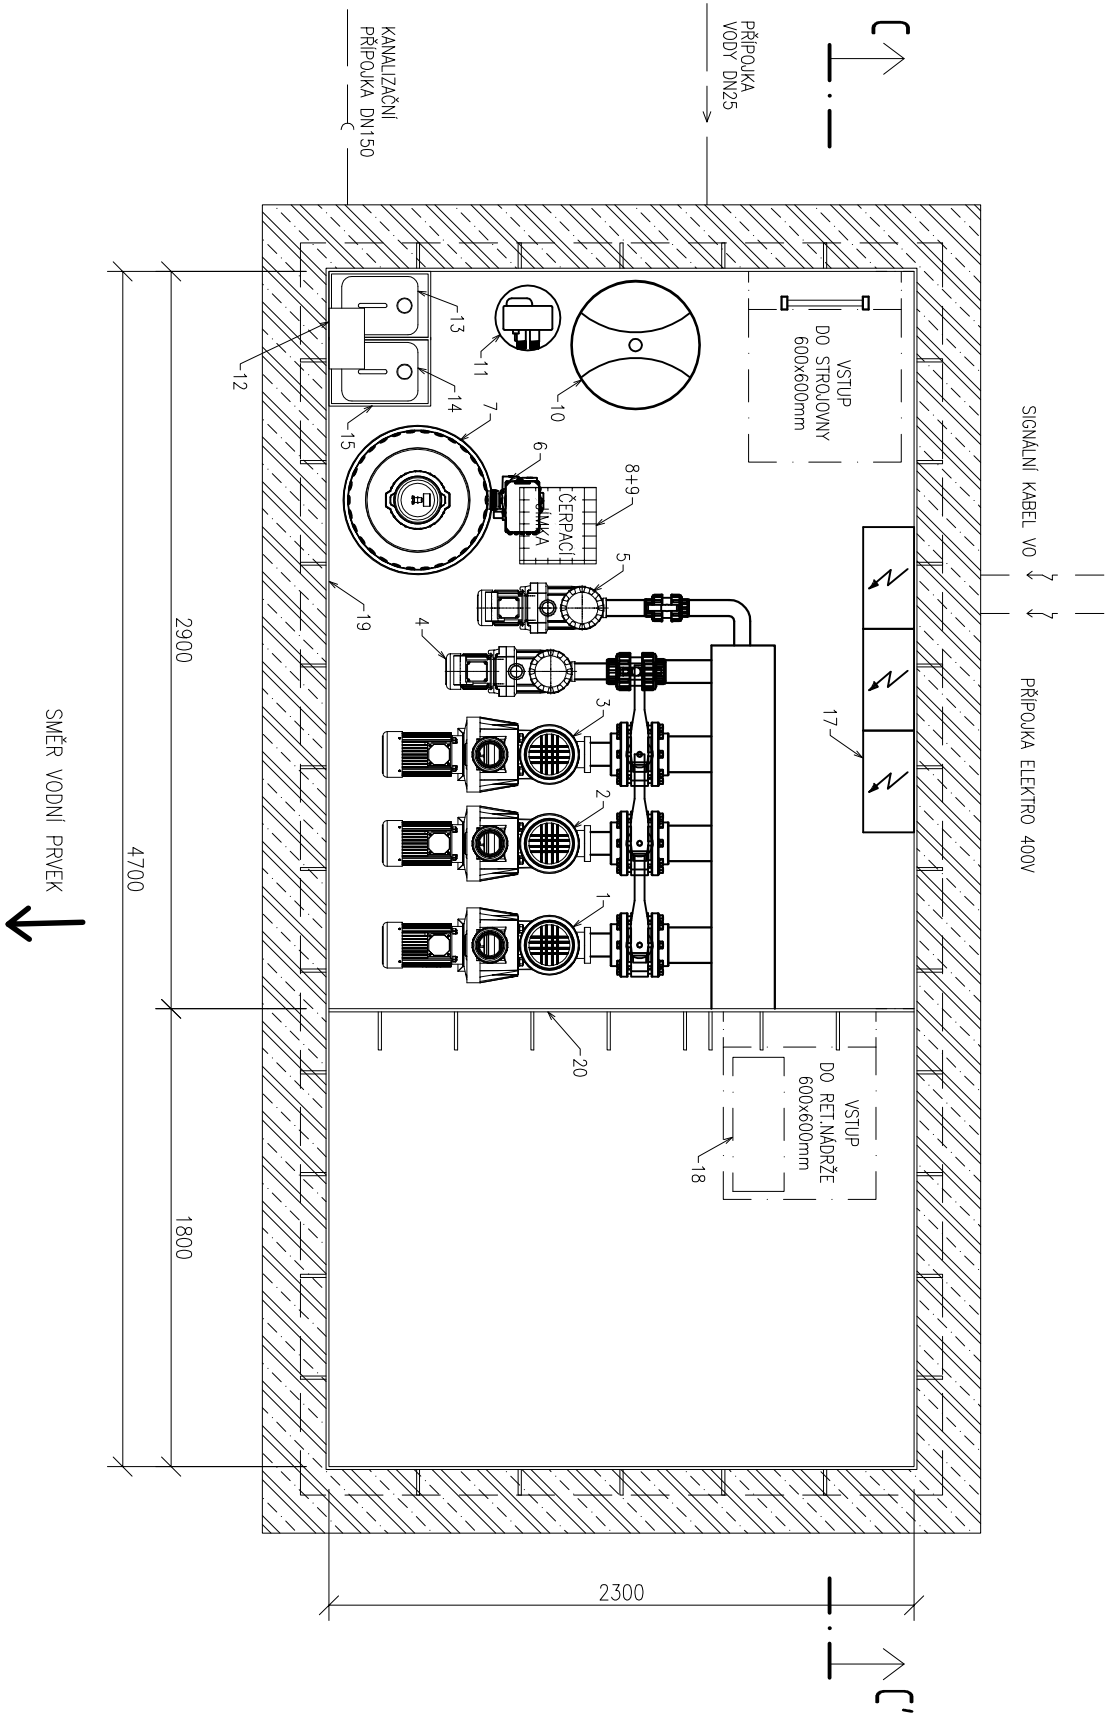 C
C'
PŘÍPOJKA
VODY DN25
KANALIZAČNÍ
PŘÍPOJKA DN150
SIGNÁLNÍ KABEL VO
PŘÍPOJKA ELEKTRO 400V
VSTUP
DO STROJOVNY
600x600mm
17
VSTUP
DO RET.NÁDRŽE
600x600mm
18
10
8+9
ČERPACÍ
JÍMKA
5
11
6
7
3
2
1
20
13
14
15
4
19
12
2900
1800
4700
2300
SMĚR VODNÍ PRVEK